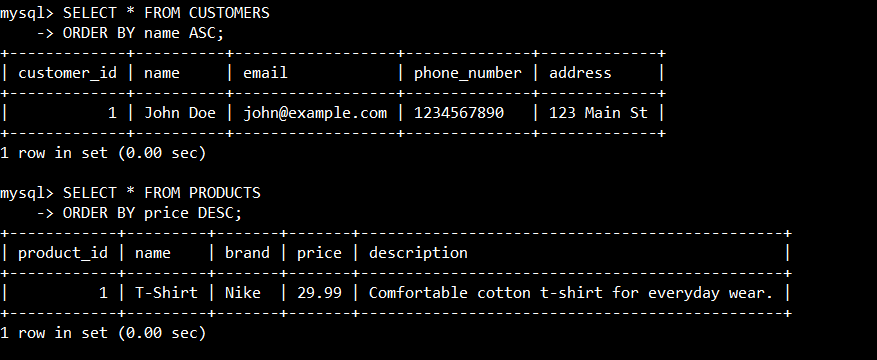 mysql> SELECT * FROM CUSTOMERS
    -> ORDER BY name ASC;
+-------------+----------+------------------+--------------+-------------+
| customer_id | name     | email            | phone_number | address     |
+-------------+----------+------------------+--------------+-------------+
|           1 | John Doe | john@example.com | 1234567890   | 123 Main St |
+-------------+----------+------------------+--------------+-------------+
1 row in set (0.00 sec)

mysql> SELECT * FROM PRODUCTS
    -> ORDER BY price DESC;
+------------+---------+-------+-------+-----------------------------------------------+
| product_id | name    | brand | price | description                                   |
+------------+---------+-------+-------+-----------------------------------------------+
|          1 | T-Shirt | Nike  | 29.99 | Comfortable cotton t-shirt for everyday wear. |
+------------+---------+-------+-------+-----------------------------------------------+
1 row in set (0.00 sec)